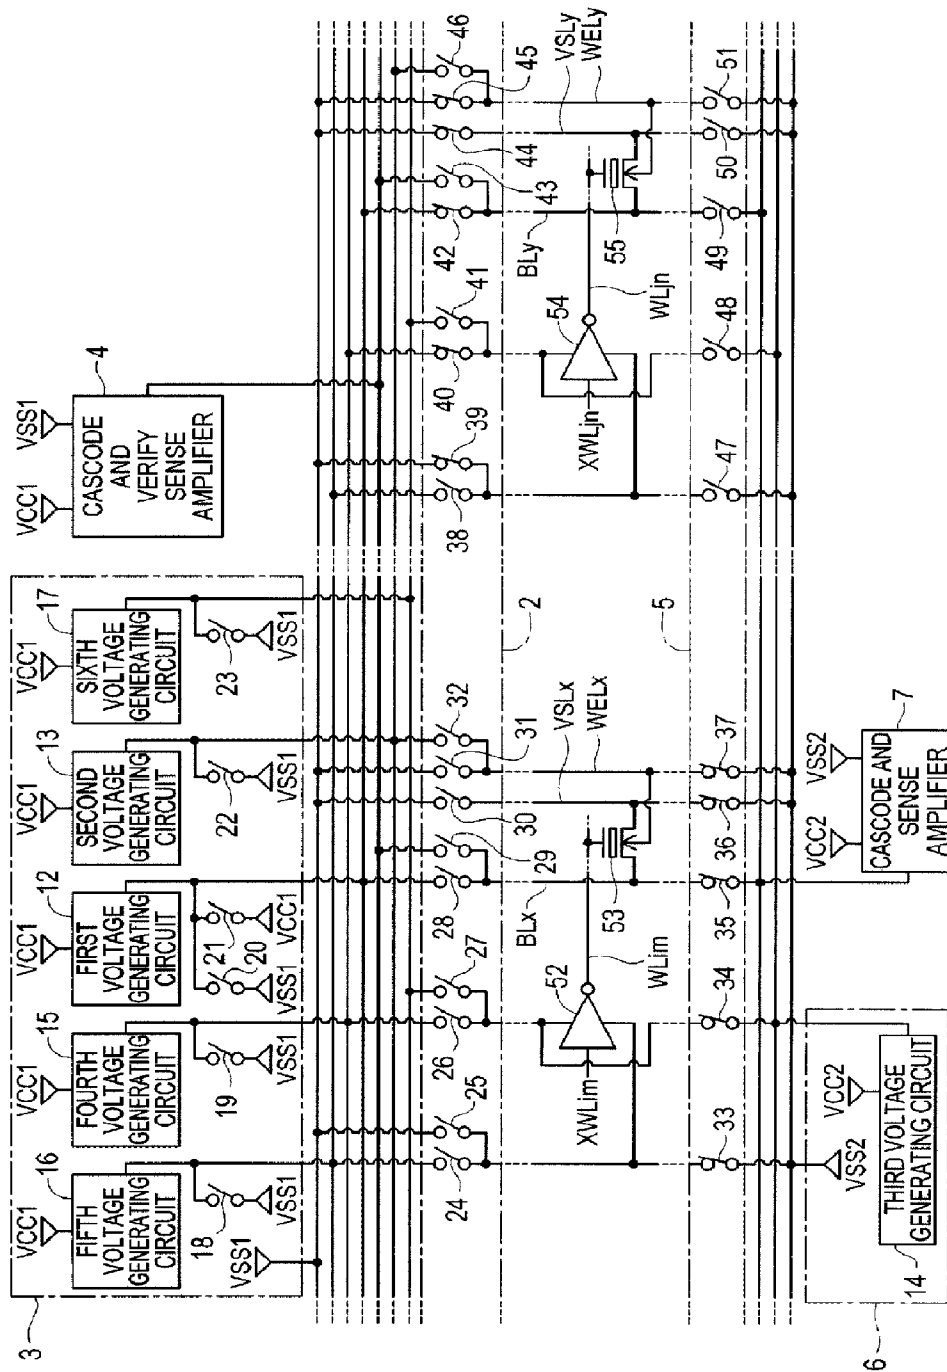 3
16
VCC1
FIFTH
VOLTAGE
GENERATING
CIRCUIT
15
VCC1
FOURTH
VOLTAGE
GENERATING
CIRCUIT
12
VCC1
FIRST
VOLTAGE
GENERATING
CIRCUIT
13
VCC1
SECOND
VOLTAGE
GENERATING
CIRCUIT
17
VCC1
SIXTH
VOLTAGE
GENERATING
CIRCUIT
VCC1
VSS1
4
CASCODE
AND
VERIFY
SENSE
AMPLIFIER
VSS1
18
VSS1
19
VSS1
20
VSS1
21
VCC1
22
VSS1
23
VSS1
24
25
26
27
28
29
30
31
32
38
39
40
41
42
43
44
45
46
2
XWLim
52
WLim
BLx
53
VSLx
WELx
XWLjn
54
WLjn
BLy
55
VSLy
WELy
5
33
34
35
36
37
47
48
49
50
51
VSS2
6
14
VCC2
THIRD VOLTAGE
GENERATING CIRCUIT
VCC2
VSS2
7
CASCODE AND
SENSE
AMPLIFIER